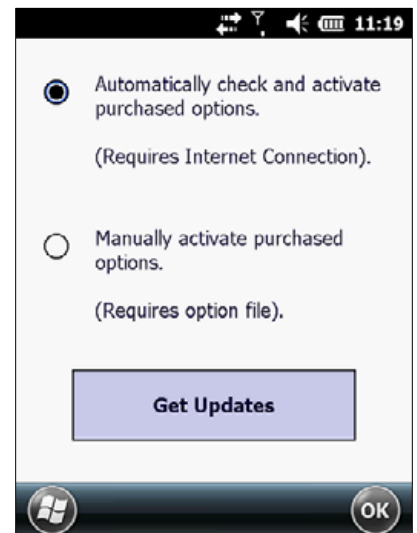 11:19
Automatically check and activate
purchased options.
(Requires Internet Connection).
Manually activate purchased
options.
(Requires option file).
Get Updates
OK